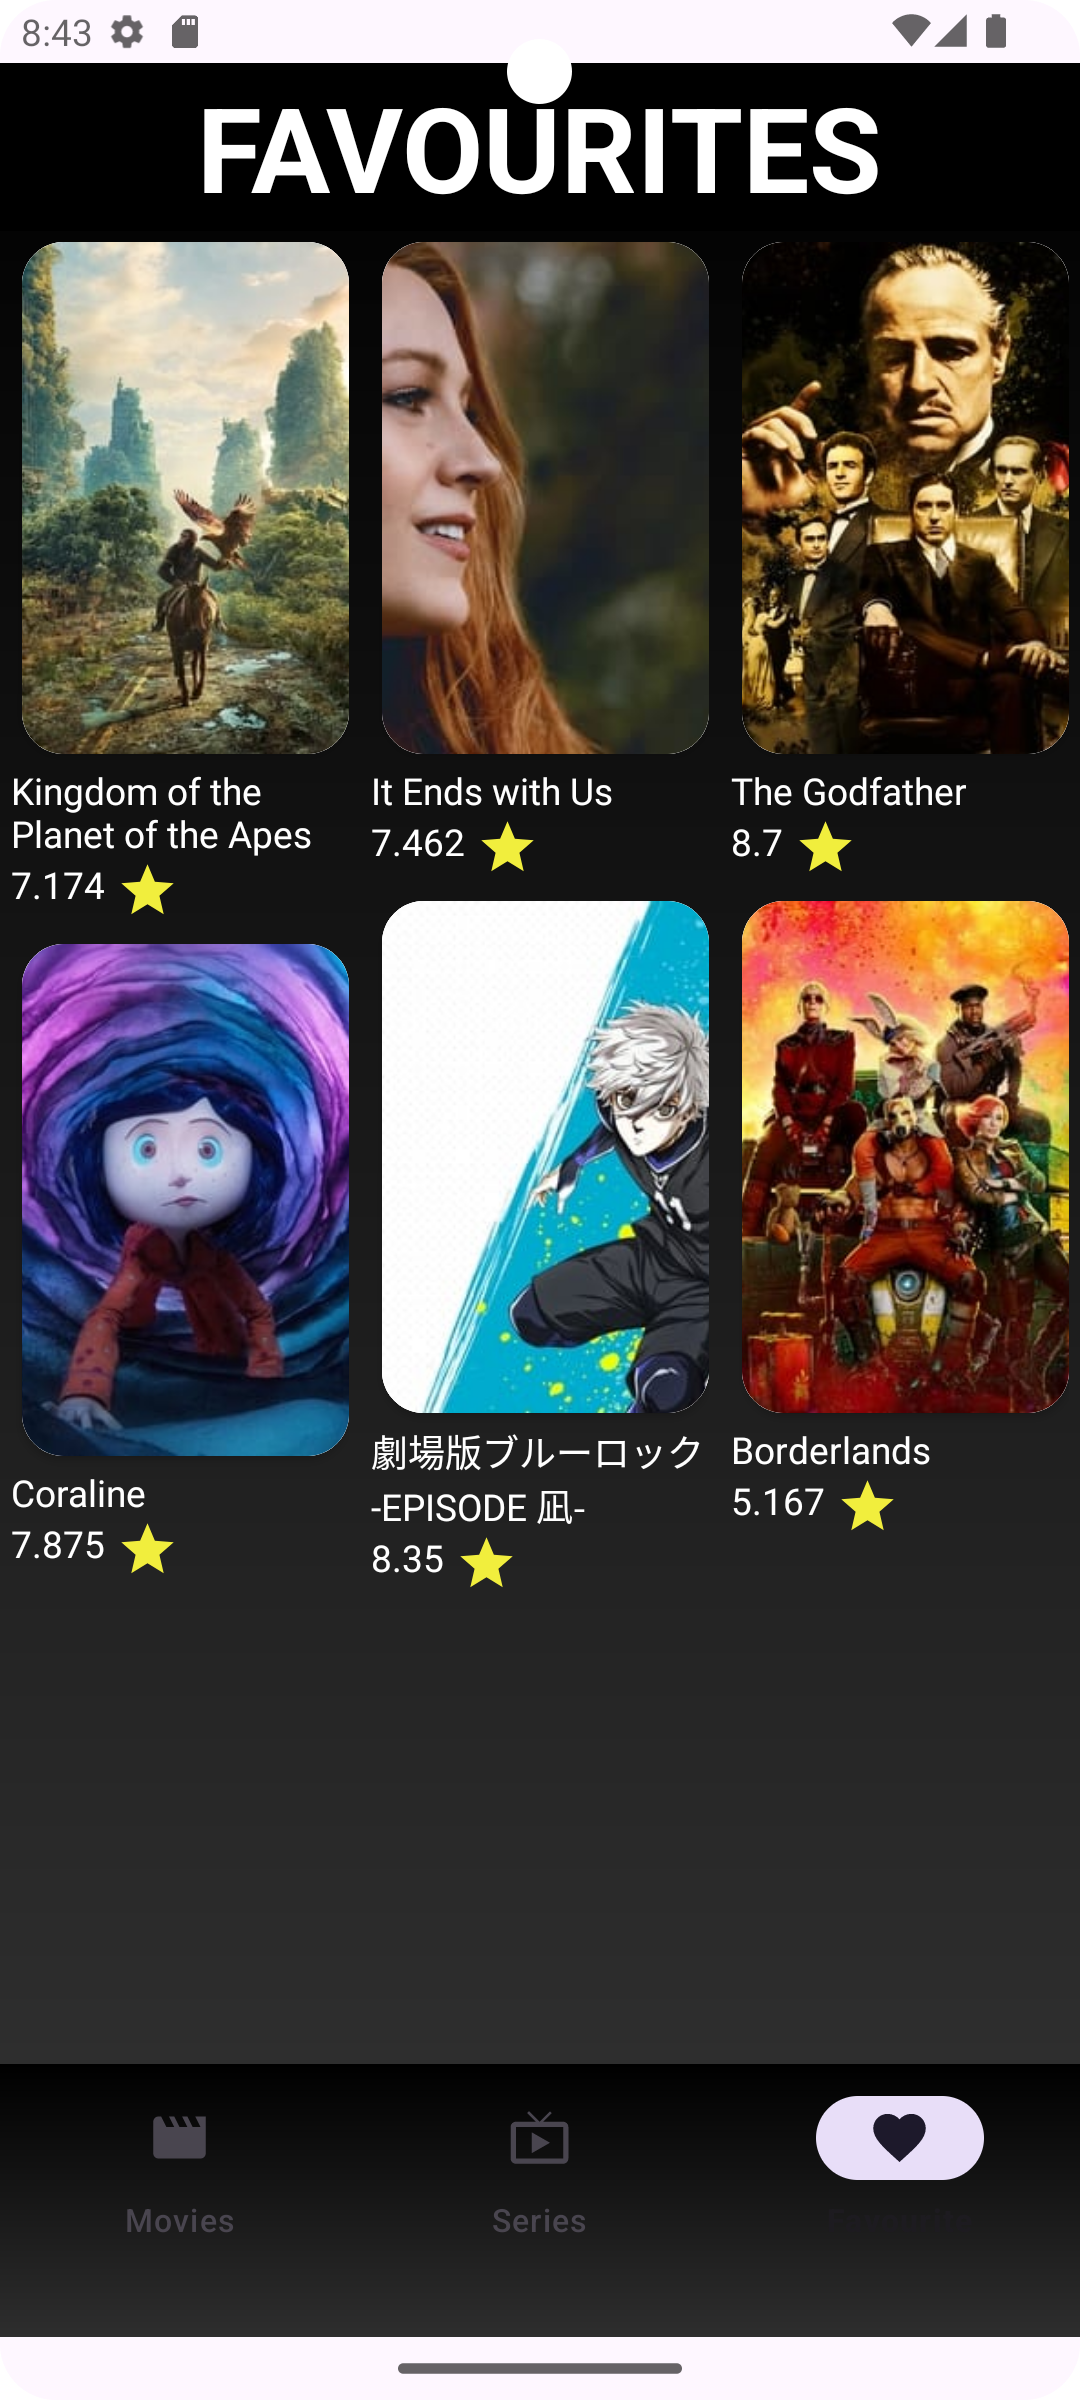 8:43
FAVOURITES
Kingdom of the
Planet of the Apes
7.174
It Ends with Us
7.462
The Godfather
8.7
Coraline
7.875
劇場版ブルーロック
-EPISODE 凪-
8.35
Borderlands
5.167
Movies
Series